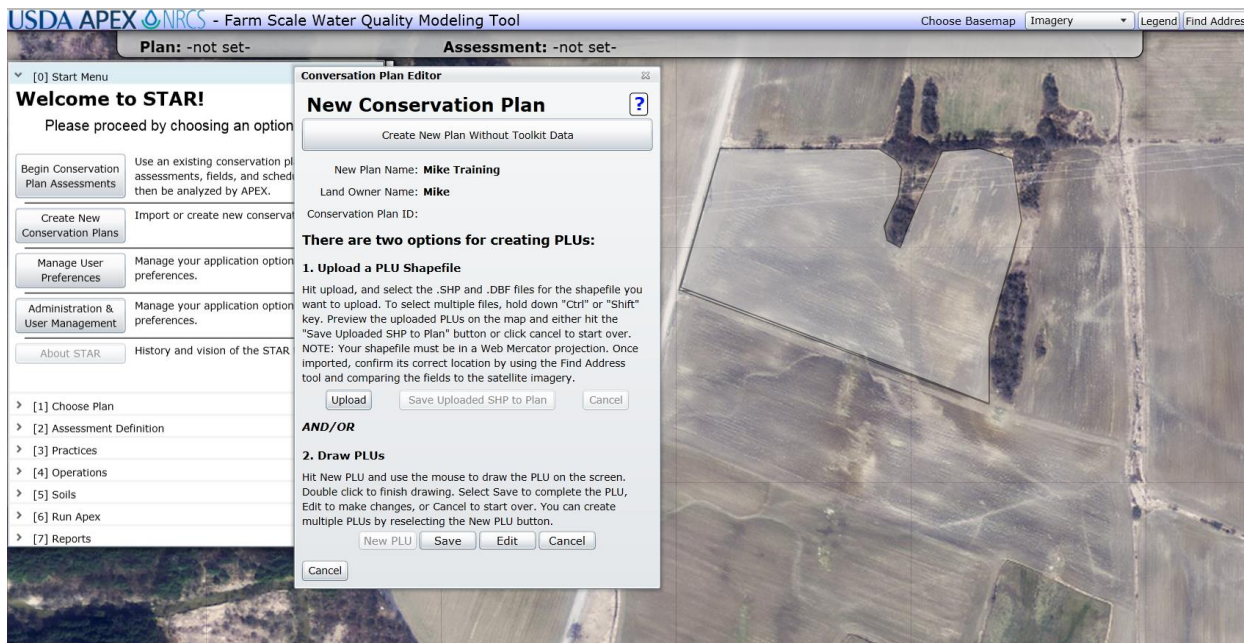 USDA APEX NRCS - Farm Scale Water Quality Modeling Tool
Choose Basemap Imagery Legend Find Addres
Plan: -not set- Assessment: -not set-
[0] Start Menu
Welcome to STAR!
Please proceed by choosing an option
Begin Conservation
Plan Assessments
Use an existing conservation pl
assessments, fields, and schedu
then be analyzed by APEX.
Create New
Conservation Plans
Import or create new conservat
Manage User
Preferences
Manage your application option
preferences.
Administration &
User Management
Manage your application option
preferences.
About STAR
History and vision of the STAR
[1] Choose Plan
[2] Assessment Definition
[3] Practices
[4] Operations
[5] Soils
[6] Run Apex
[7] Reports
Conversation Plan Editor
New Conservation Plan ?
Create New Plan Without Toolkit Data
New Plan Name: Mike Training
Land Owner Name: Mike
Conservation Plan ID:
There are two options for creating PLUs:
1. Upload a PLU Shapefile
Hit upload, and select the .SHP and .DBF files for the shapefile you
want to upload. To select multiple files, hold down "Ctrl" or "Shift"
key. Preview the uploaded PLUs on the map and either hit the
"Save Uploaded SHP to Plan" button or click cancel to start over.
NOTE: Your shapefile must be in a Web Mercator projection. Once
imported, confirm its correct location by using the Find Address
tool and comparing the fields to the satellite imagery.
Upload Save Uploaded SHP to Plan Cancel
AND/OR
2. Draw PLUs
Hit New PLU and use the mouse to draw the PLU on the screen.
Double click to finish drawing. Select Save to complete the PLU,
Edit to make changes, or Cancel to start over. You can create
multiple PLUs by reselecting the New PLU button.
New PLU Save Edit Cancel
Cancel